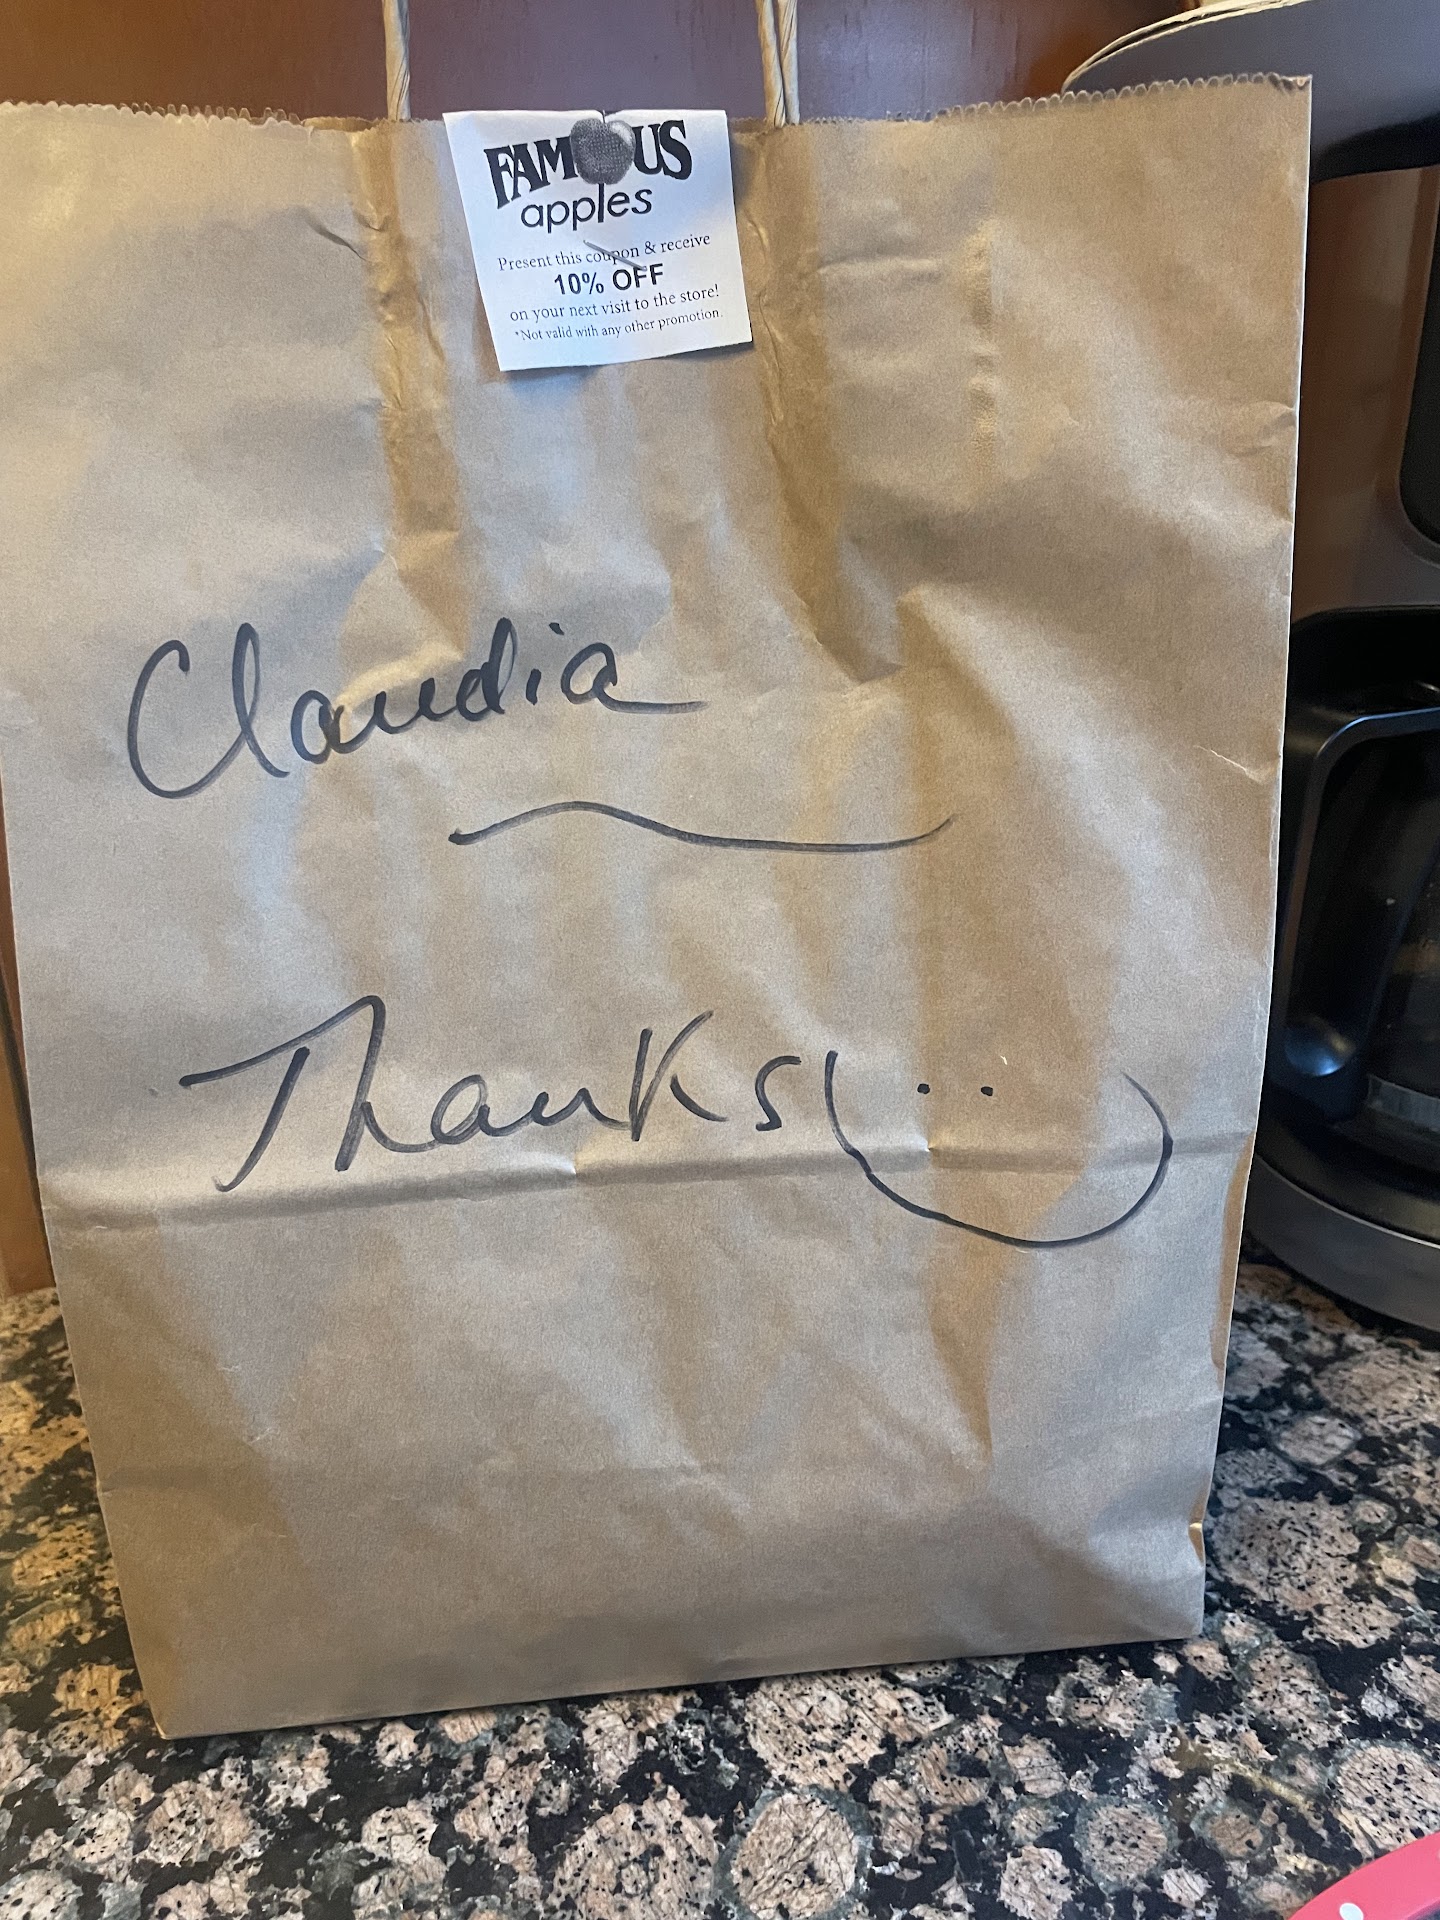 FAMOUS
apples
Present this coupon & receive
10% OFF
on your next visit to the store!
*Not valid with any other promotion.
Claudia
Thanks